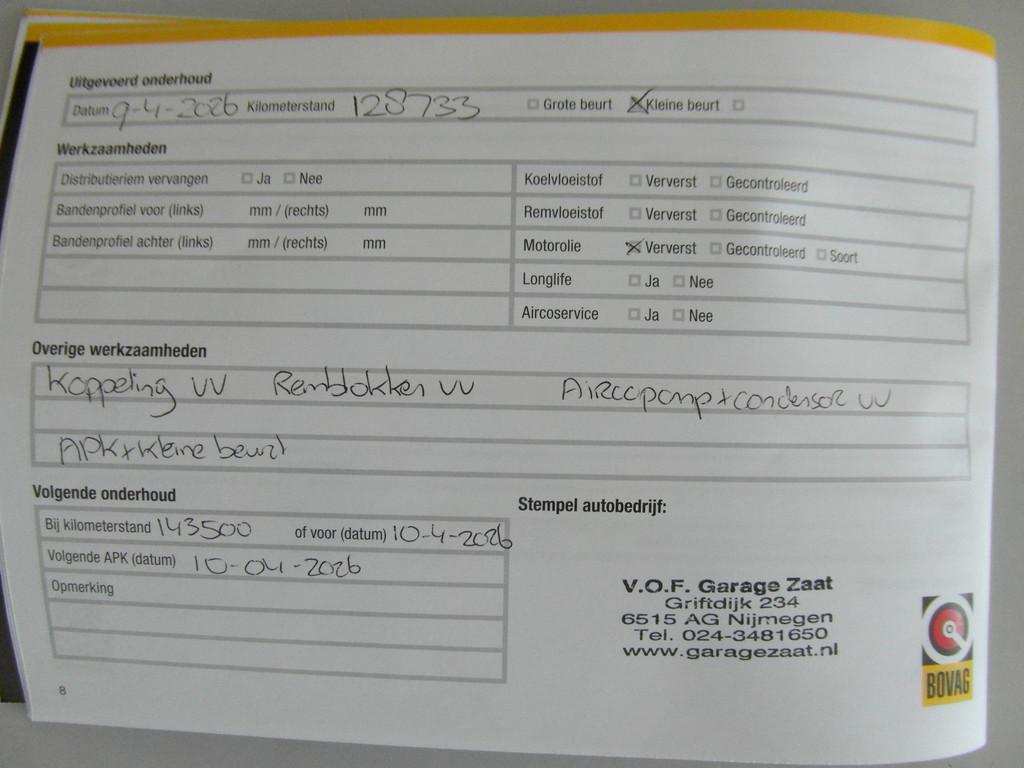 Uitgevoerd onderhoud
Datum 9-4-2026 Kilometerstand 128733 Grote beurt Kleine beurt
Werkzaamheden
Distributieriem vervangen Ja Nee
Bandenprofiel voor (links) mm / (rechts) mm
Bandenprofiel achter (links) mm / (rechts) mm
Koelvloeistof Ververst Gecontroleerd
Remvloeistof Ververst Gecontroleerd
Motorolie Ververst Gecontroleerd Soort
Longlife Ja Nee
Aircoservice Ja Nee
Overige werkzaamheden
Koppeling VV Remblokken VV Aircopomp + condensor VV
APK + Kleine beurt
Volgende onderhoud
Bij kilometerstand 143500 of voor (datum) 10-4-2026
Volgende APK (datum) 10-04-2026
Opmerking
Stempel autobedrijf:
V.O.F. Garage Zaat
Griftdijk 234
6515 AG Nijmegen
Tel. 024-3481650
www.garagezaat.nl
BOVAG
8